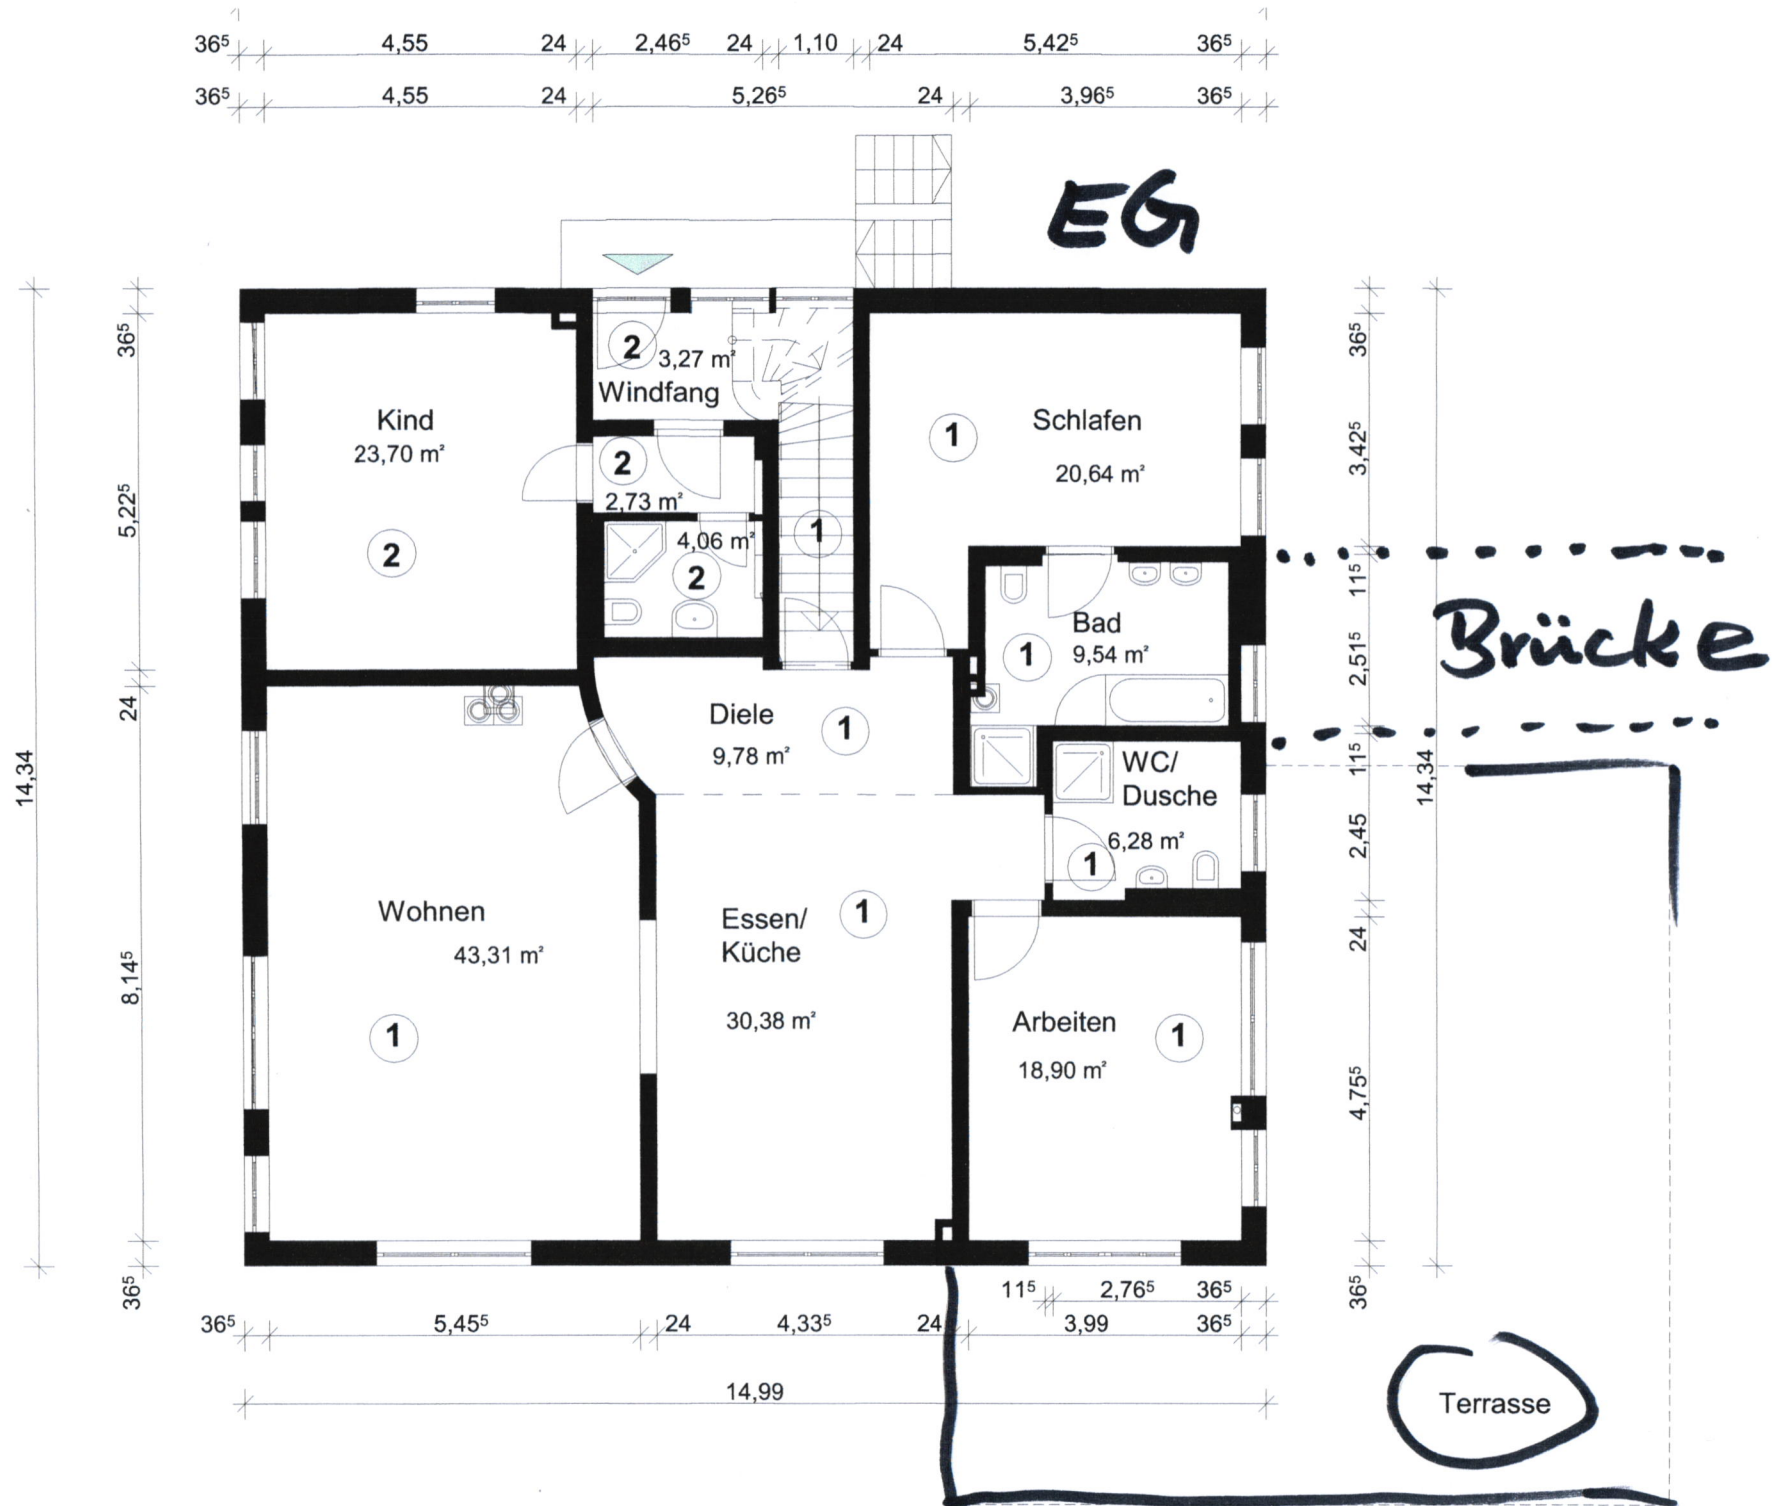 36⁵ 4,55 24 2,46⁵ 24 1,10 24 5,42⁵ 36⁵
36⁵ 4,55 24 5,26⁵ 24 3,96⁵ 36⁵
EG
36⁵
5,22⁵
24
8,14⁵
36⁵
14,34
2
3,27 m²
Windfang
Kind
23,70 m²
2
2
2,73 m²
4,06 m²
2
1
1
Schlafen
20,64 m²
Bad
9,54 m²
1
Brücke
Diele
9,78 m²
1
WC/
Dusche
6,28 m²
1
Wohnen
43,31 m²
1
Essen/
Küche
1
30,38 m²
Arbeiten
18,90 m²
1
36⁵
3,42⁵
11⁵
2,51⁵
11⁵
2,45
24
4,75⁵
36⁵
14,34
11⁵ 2,76⁵ 36⁵
36⁵ 5,45⁵ 24 4,33⁵ 24 3,99 36⁵
14,99
Terrasse